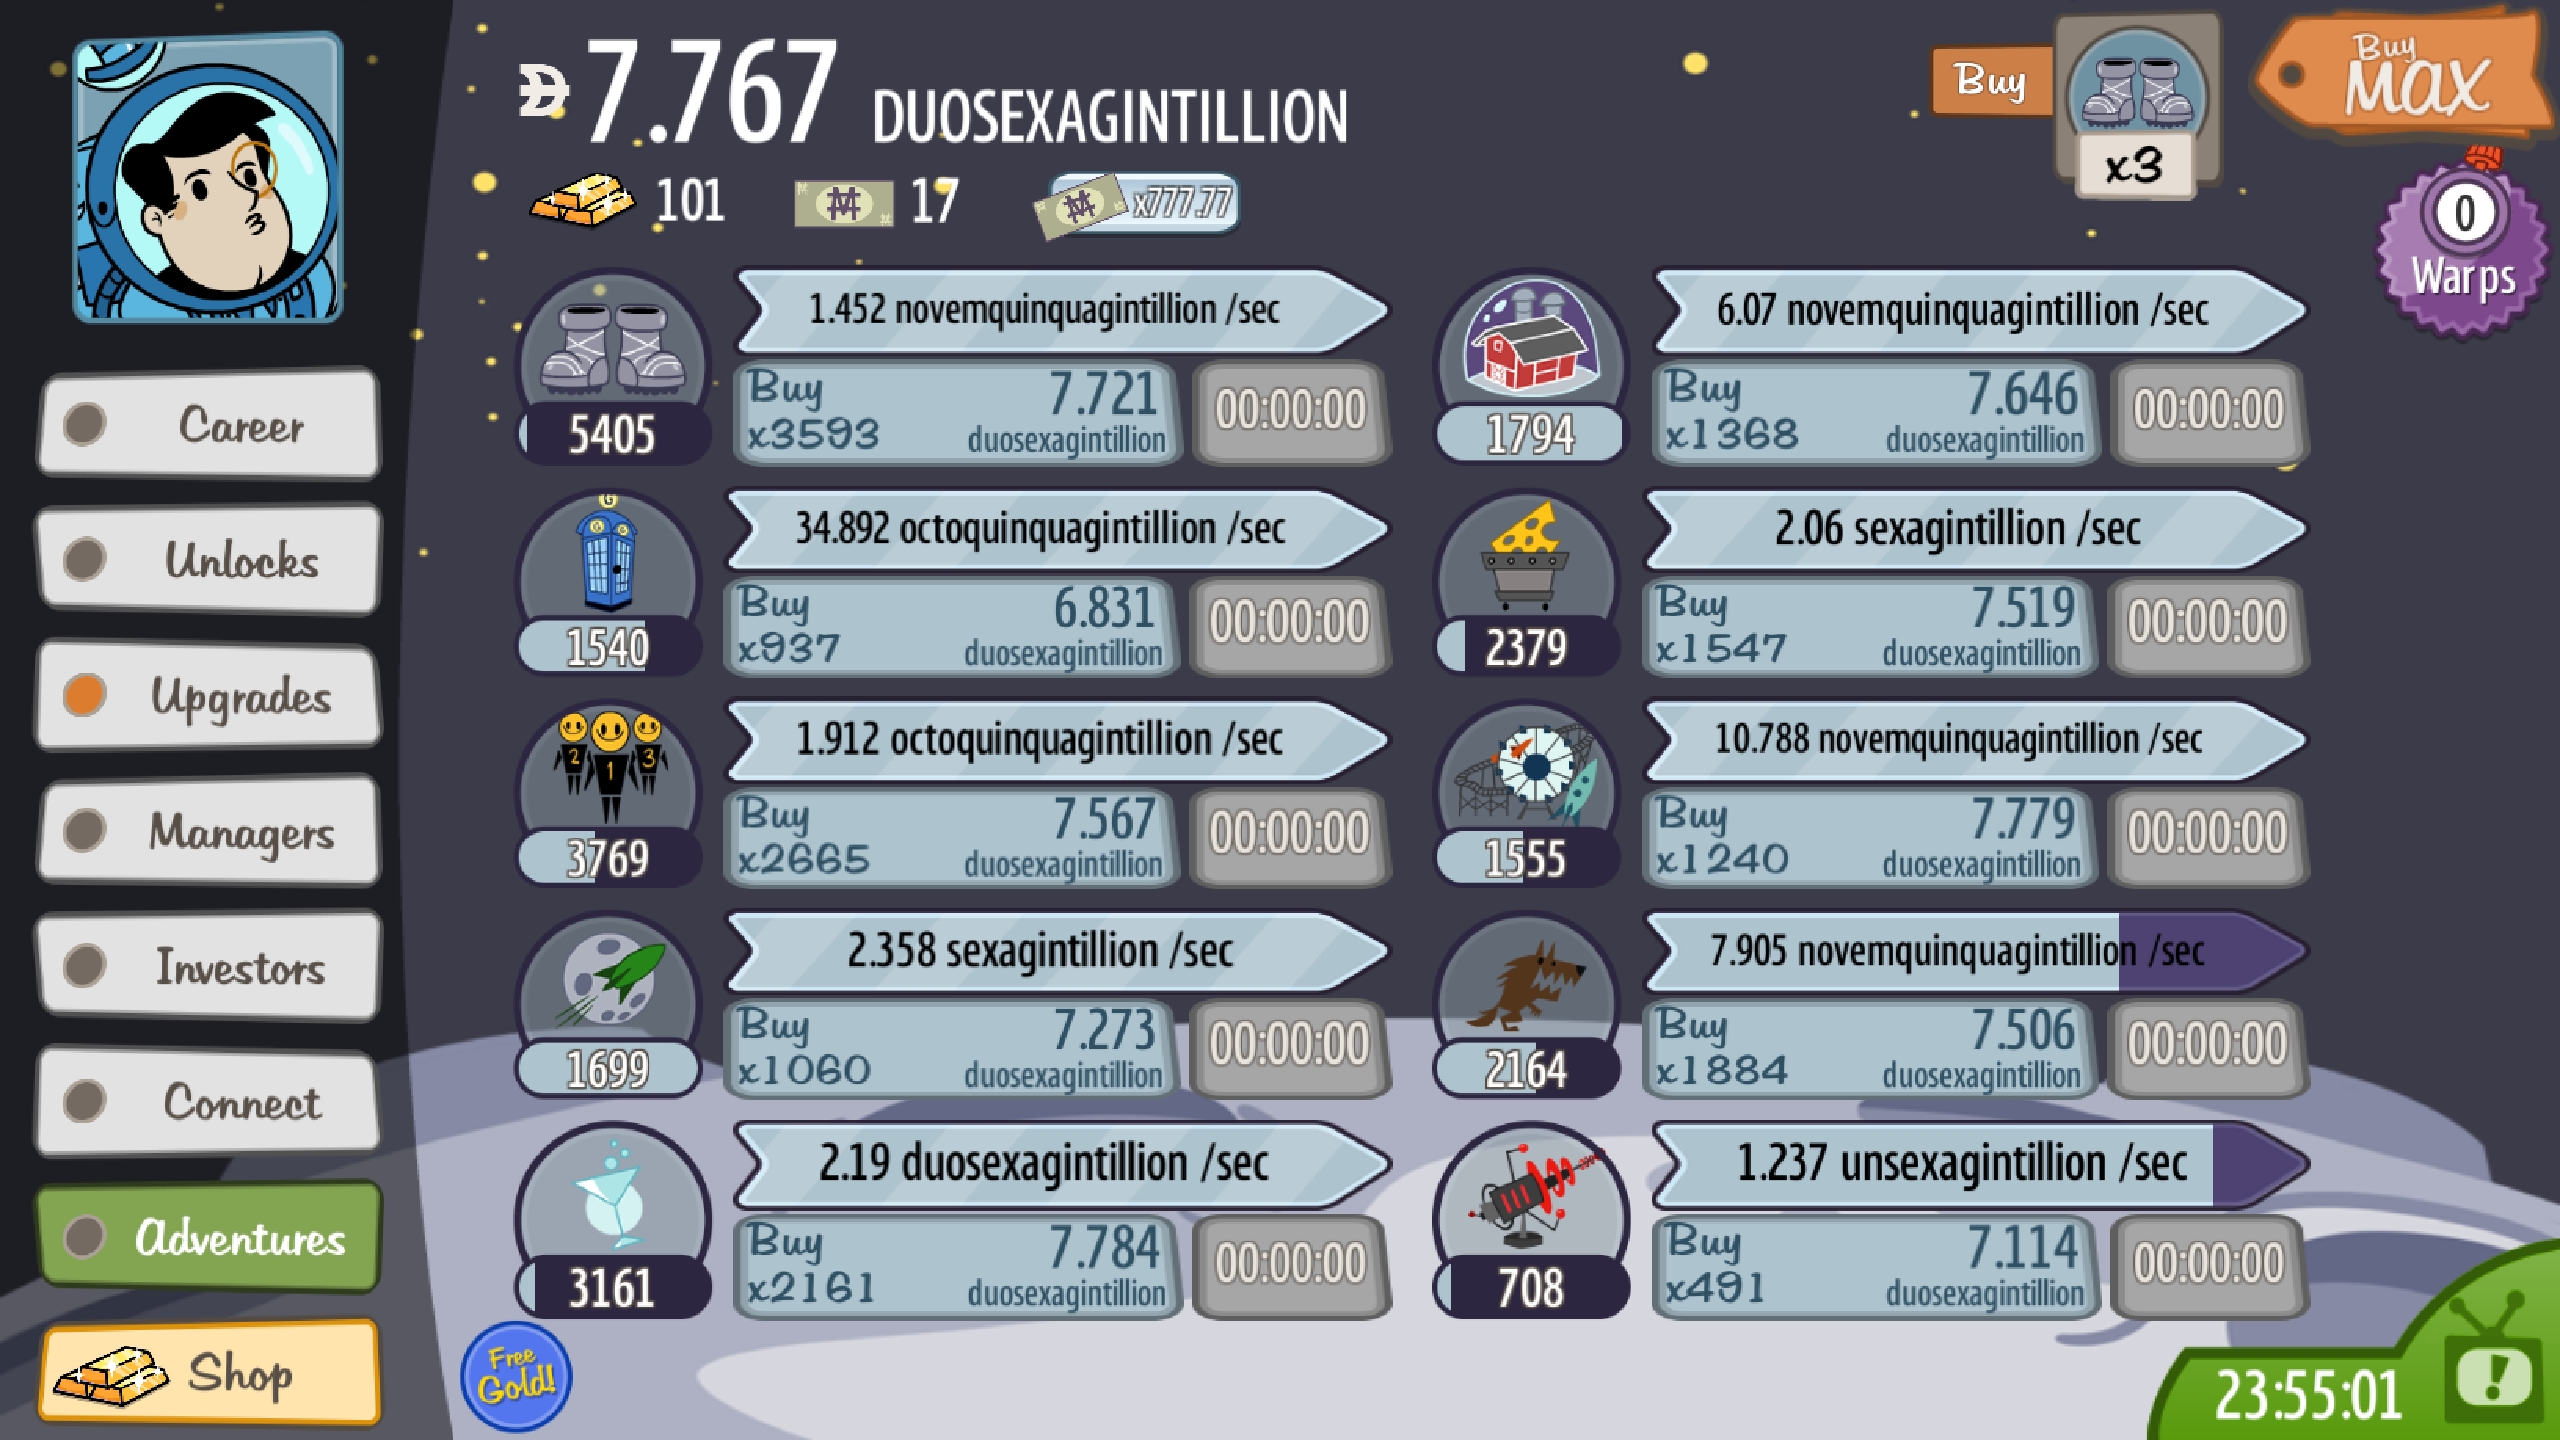 7.767 DUOSEXAGINTILLION
Buy
x3
Buy
MAX
101
17
x777.77
0
Warps
Career
Unlocks
Upgrades
Managers
Investors
Connect
Adventures
Shop
1.452 novemquinquagintillion /sec
5405
Buy
x3593
7.721
duosexagintillion
00:00:00
6.07 novemquinquagintillion /sec
1794
Buy
x1368
7.646
duosexagintillion
00:00:00
G
G G
34.892 octoquinquagintillion /sec
1540
Buy
x937
6.831
duosexagintillion
00:00:00
2.06 sexagintillion /sec
2379
Buy
x1547
7.519
duosexagintillion
00:00:00
2 1 3
1.912 octoquinquagintillion /sec
3769
Buy
x2665
7.567
duosexagintillion
00:00:00
10.788 novemquinquagintillion /sec
1555
Buy
x1240
7.779
duosexagintillion
00:00:00
2.358 sexagintillion /sec
1699
Buy
x1060
7.273
duosexagintillion
00:00:00
7.905 novemquinquagintillion /sec
2164
Buy
x1884
7.506
duosexagintillion
00:00:00
2.19 duosexagintillion /sec
3161
Buy
x2161
7.784
duosexagintillion
00:00:00
1.237 unsexagintillion /sec
708
Buy
x491
7.114
duosexagintillion
00:00:00
Free
Gold!
23:55:01
!